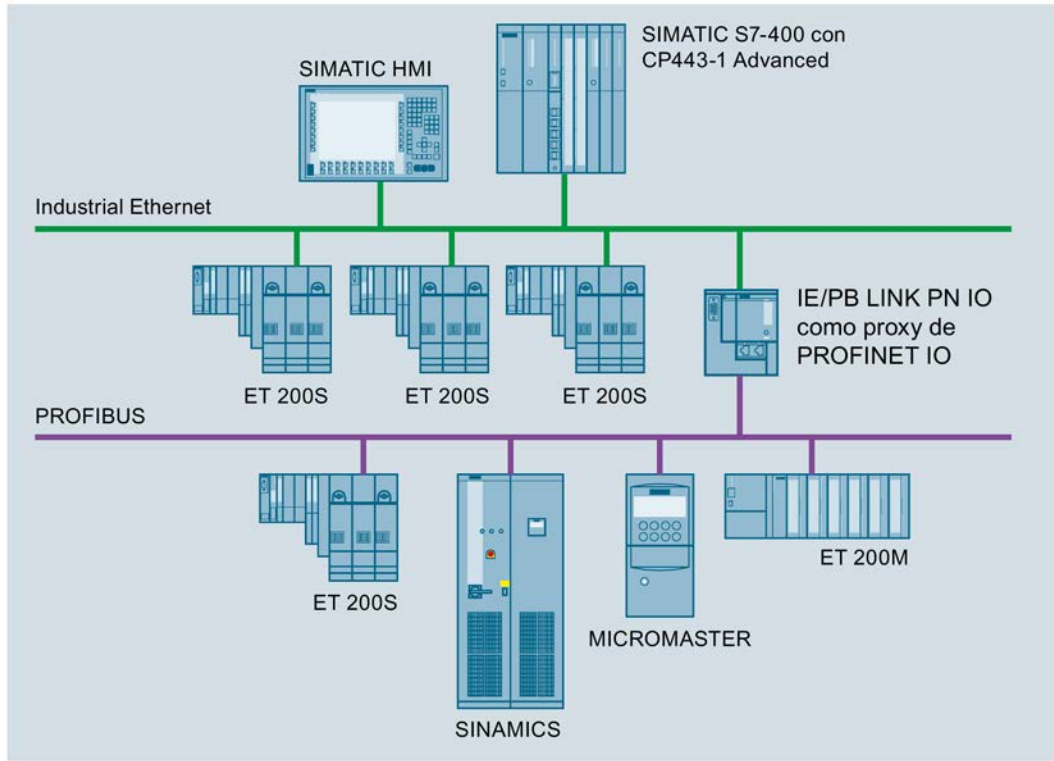 SIMATIC S7-400 con
CP443-1 Advanced
SIMATIC HMI
Industrial Ethernet
IE/PB LINK PN IO
como proxy de
PROFINET IO
ET 200S
ET 200S
ET 200S
PROFIBUS
ET 200M
ET 200S
MICROMASTER
SINAMICS